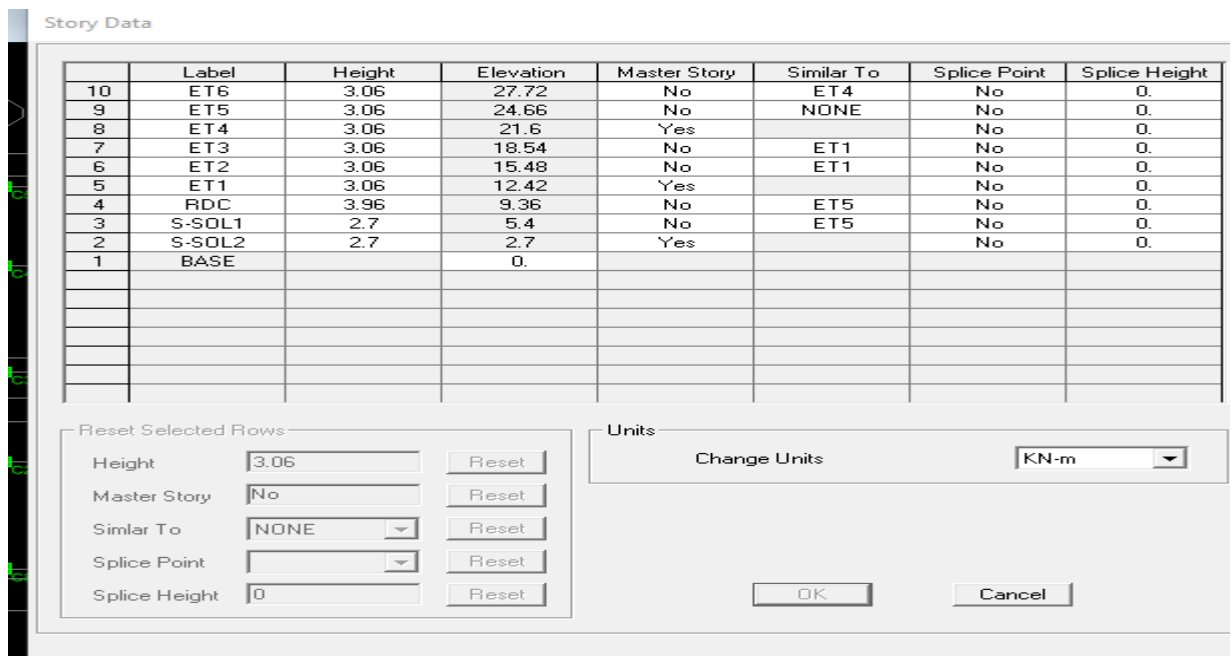 Story Data
Label Height Elevation Master Story Similar To Splice Point Splice Height
10 ET6 3.06 27.72 No ET4 No 0.
9 ET5 3.06 24.66 No NONE No 0.
8 ET4 3.06 21.6 Yes No 0.
7 ET3 3.06 18.54 No ET1 No 0.
6 ET2 3.06 15.48 No ET1 No 0.
5 ET1 3.06 12.42 Yes No 0.
4 RDC 3.96 9.36 No ET5 No 0.
3 S-SOL1 2.7 5.4 No ET5 No 0.
2 S-SOL2 2.7 2.7 Yes No 0.
1 BASE 0.
Reset Selected Rows
Height 3.06 Reset
Master Story No Reset
Simlar To NONE Reset
Splice Point Reset
Splice Height 0 Reset
Units
Change Units KN-m
OK Cancel